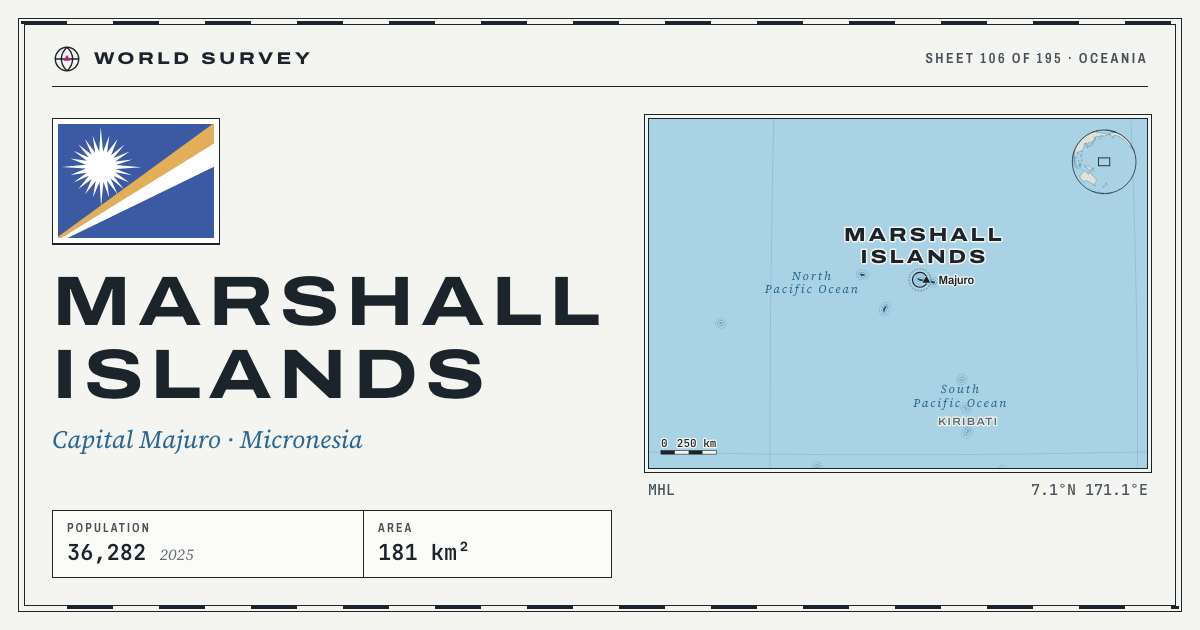 WORLD SURVEY
SHEET 106 OF 195 · OCEANIA
MARSHALL
ISLANDS
Capital Majuro · Micronesia
POPULATION
36,282 2025
AREA
181 km²
MARSHALL
ISLANDS
North
Pacific Ocean
Majuro
South
Pacific Ocean
KIRIBATI
0 250 km
MHL
7.1°N 171.1°E